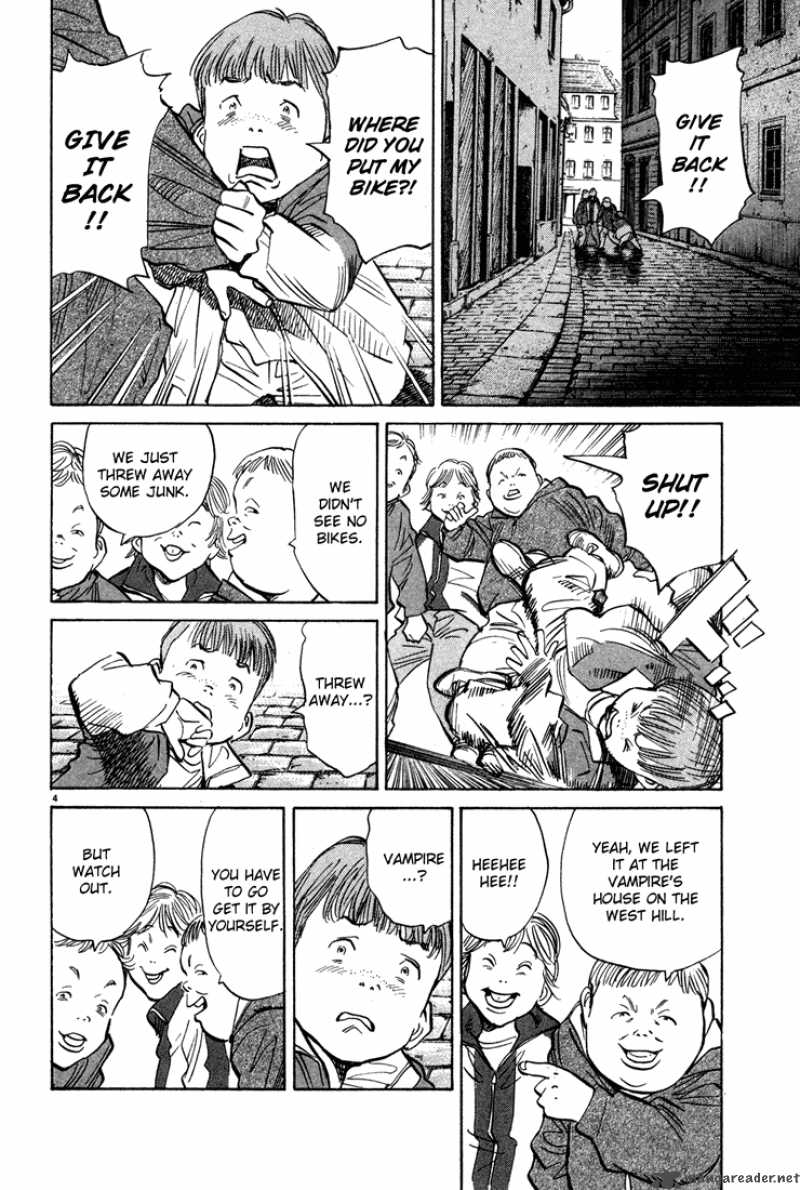 GIVE
IT
BACK
!!
WHERE
DID YOU
PUT MY
BIKE?!
GIVE
IT
BACK
!!
SHUT
UP!!
WE
DIDN'T
SEE NO
BIKES.
WE JUST
THREW AWAY
SOME JUNK.
THREW
AWAY...?
4
YEAH, WE LEFT
IT AT THE
VAMPIRE'S
HOUSE ON THE
WEST HILL.
HEEHEE
HEE!!
VAMPIRE
...?
YOU HAVE
TO GO
GET IT BY
YOURSELF.
BUT
WATCH
OUT.
mangareader.net